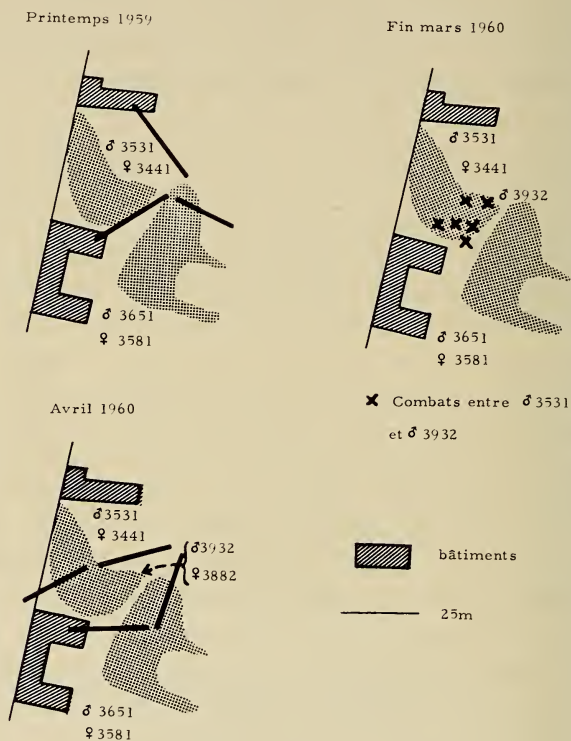 Printemps 1959
♂ 3531
♀ 3441
♂ 3651
♀ 3581
Fin mars 1960
♂ 3531
♀ 3441
♂ 3932
♂ 3651
♀ 3581
✗ Combats entre ♂ 3531
et ♂ 3932
Avril 1960
♂3531
♀ 3441
♂3932
♀3882
♂ 3651
♀3581
bâtiments
25m